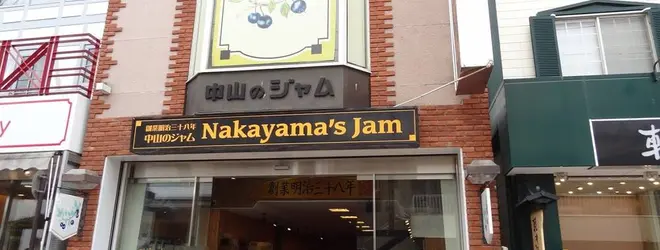 中山のジャム
創業明治三十八年
中山のジャム
Nakayama's Jam
創業明治三十八年
y
軽